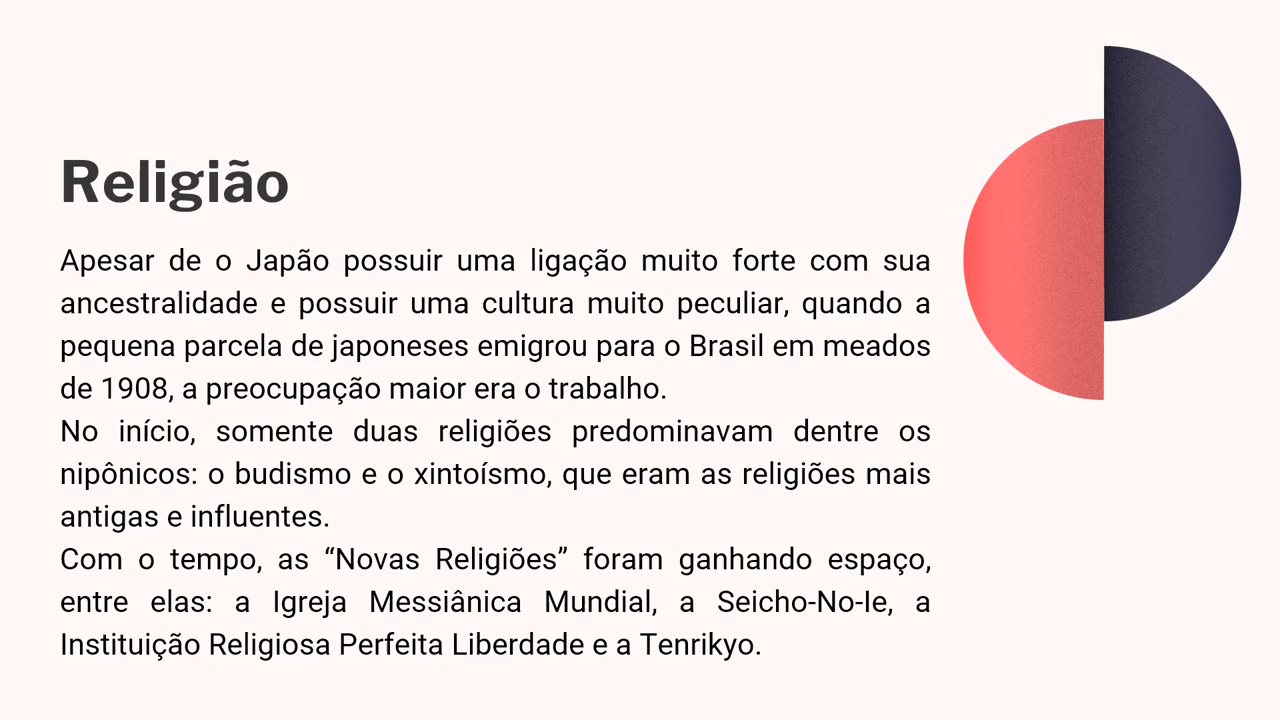 Religião
Apesar de o Japão possuir uma ligação muito forte com sua
ancestralidade e possuir uma cultura muito peculiar, quando a
pequena parcela de japoneses emigrou para o Brasil em meados
de 1908, a preocupação maior era o trabalho.
No início, somente duas religiões predominavam dentre os
nipônicos: o budismo e o xintoísmo, que eram as religiões mais
antigas e influentes.
Com o tempo, as “Novas Religiões” foram ganhando espaço,
entre elas: a Igreja Messiânica Mundial, a Seicho-No-Ie, a
Instituição Religiosa Perfeita Liberdade e a Tenrikyo.